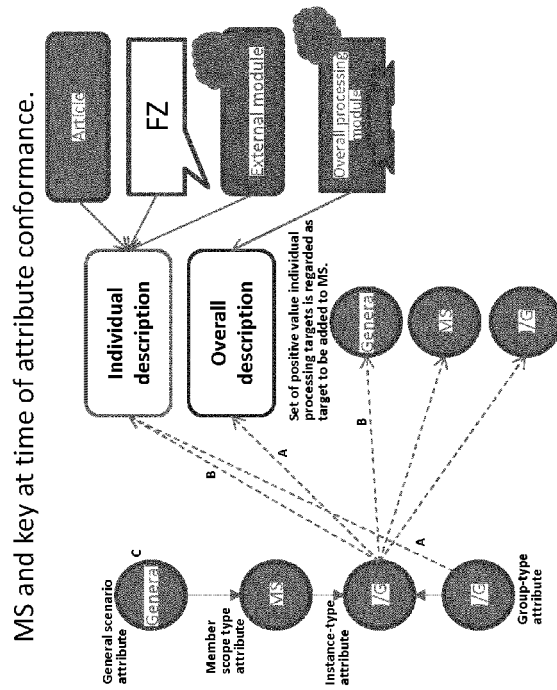 MS and key at time of attribute conformance.
General scenario
attribute
Genera
C
Member
scope type
attribute
MS
Instance-type
attribute
/G
/G
Group-type
attribute
B
A
A
B
Individual
description
Overall
description
Article
FZ
External module
Overall processing
module
Set of positive value individual
processing targets is regarded as
target to be added to MS.
Genera
MS
/G